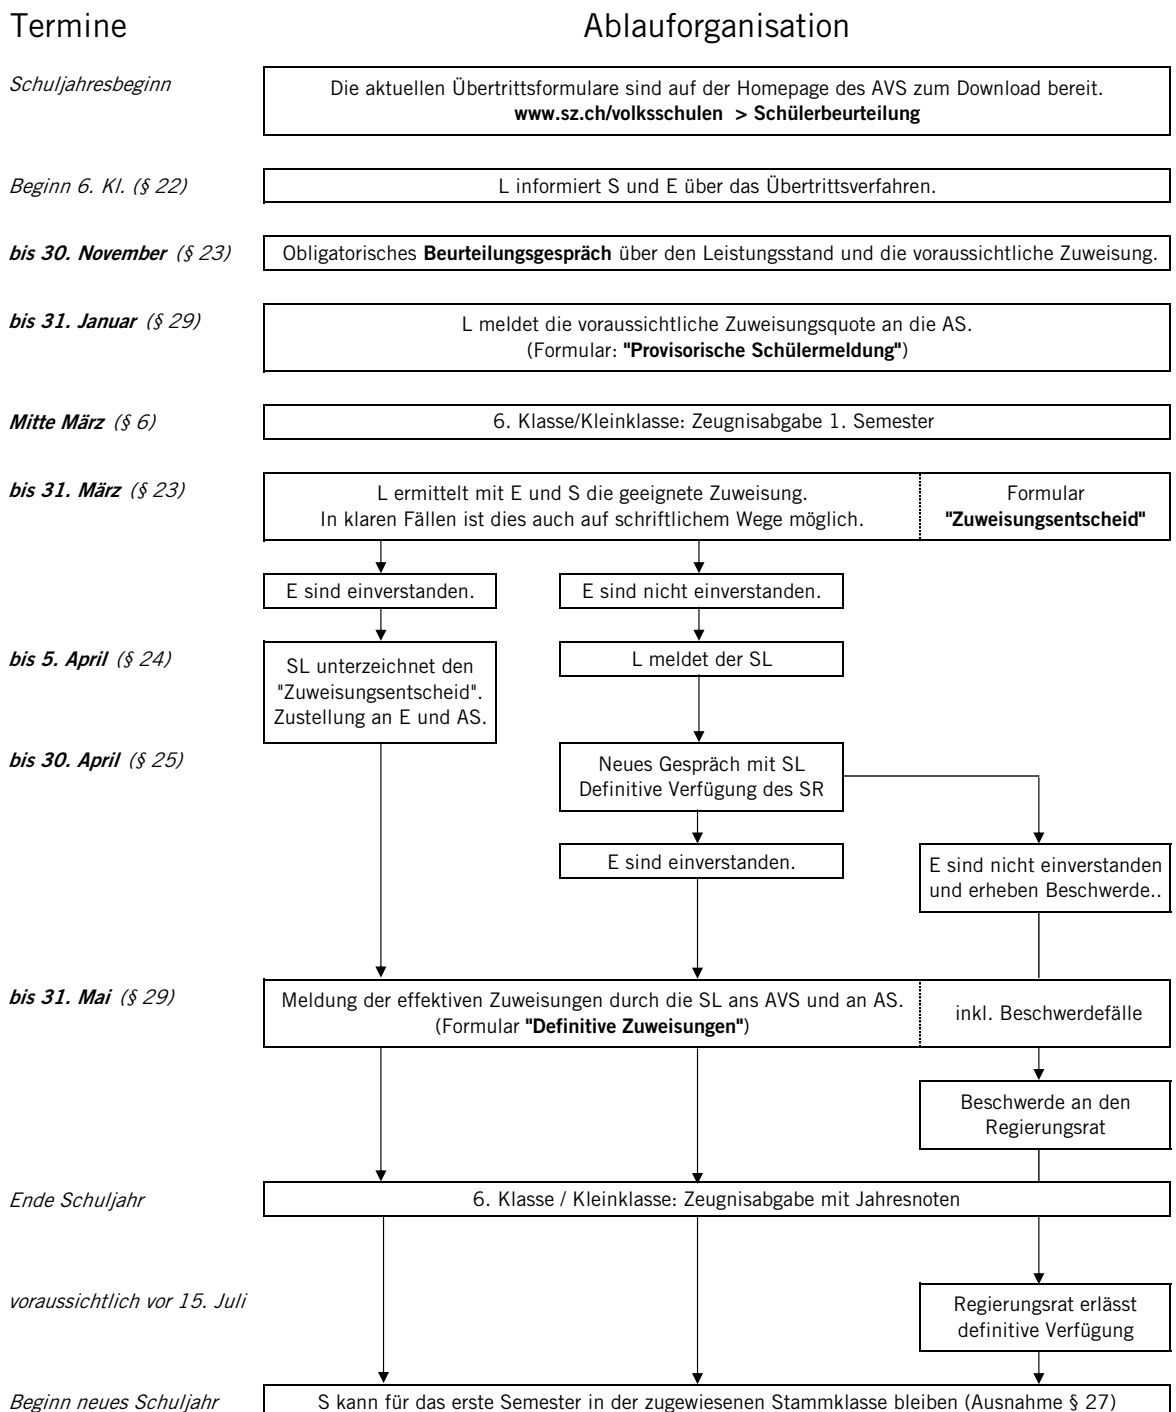 Termine
Ablauforganisation
Schuljahresbeginn
Die aktuellen Übertrittsformulare sind auf der Homepage des AVS zum Download bereit.
www.sz.ch/volksschulen > Schülerbeurteilung
Beginn 6. Kl. (§ 22)
L informiert S und E über das Übertrittsverfahren.
bis 30. November (§ 23)
Obligatorisches Beurteilungsgespräch über den Leistungsstand und die voraussichtliche Zuweisung.
bis 31. Januar (§ 29)
L meldet die voraussichtliche Zuweisungsquote an die AS.
(Formular: "Provisorische Schülermeldung")
Mitte März (§ 6)
6. Klasse/Kleinklasse: Zeugnisabgabe 1. Semester
bis 31. März (§ 23)
L ermittelt mit E und S die geeignete Zuweisung.
In klaren Fällen ist dies auch auf schriftlichem Wege möglich.
Formular
"Zuweisungsentscheid"
E sind einverstanden.
E sind nicht einverstanden.
bis 5. April (§ 24)
SL unterzeichnet den
"Zuweisungsentscheid".
Zustellung an E und AS.
L meldet der SL
bis 30. April (§ 25)
Neues Gespräch mit SL
Definitive Verfügung des SR
E sind einverstanden.
E sind nicht einverstanden
und erheben Beschwerde..
bis 31. Mai (§ 29)
Meldung der effektiven Zuweisungen durch die SL ans AVS und an AS.
(Formular "Definitive Zuweisungen")
inkl. Beschwerdefälle
Beschwerde an den
Regierungsrat
Ende Schuljahr
6. Klasse / Kleinklasse: Zeugnisabgabe mit Jahresnoten
voraussichtlich vor 15. Juli
Regierungsrat erlässt
definitive Verfügung
Beginn neues Schuljahr
S kann für das erste Semester in der zugewiesenen Stammklasse bleiben (Ausnahme § 27)